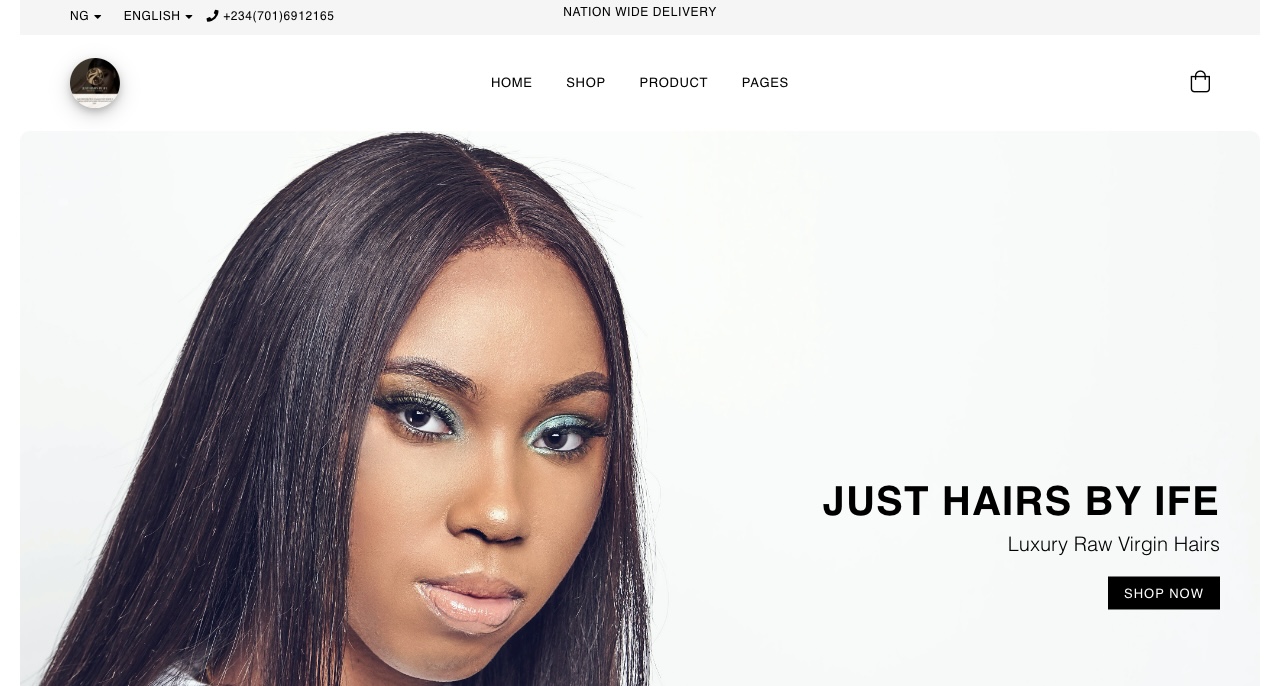 NG ENGLISH +234(701)6912165
NATION WIDE DELIVERY
HOME SHOP PRODUCT PAGES
JUST HAIRS BY IFE
Luxury Raw Virgin Hairs
SHOP NOW